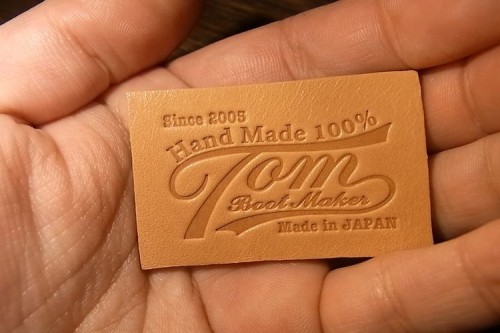 Since 2005
Hand Made 100%
Tom
Boot Maker
Made in JAPAN